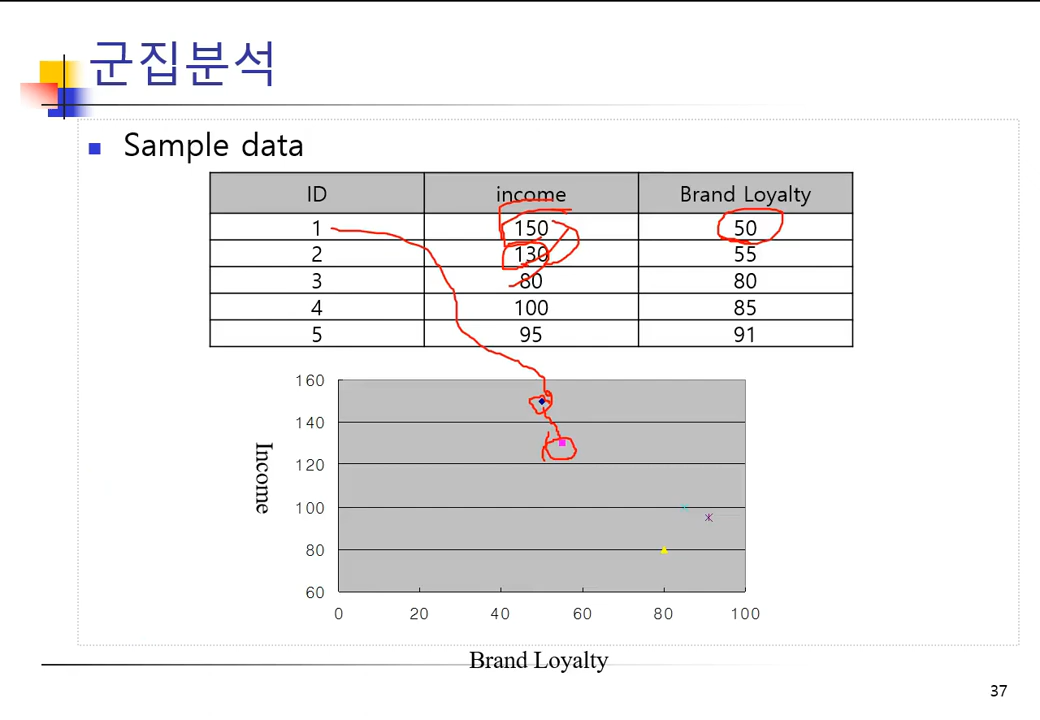 군집분석
Sample data
ID income Brand Loyalty
1 150 50
2 130 55
3 80 80
4 100 85
5 95 91
160
140
120
100
80
60
Income
0 20 40 60 80 100
Brand Loyalty
37